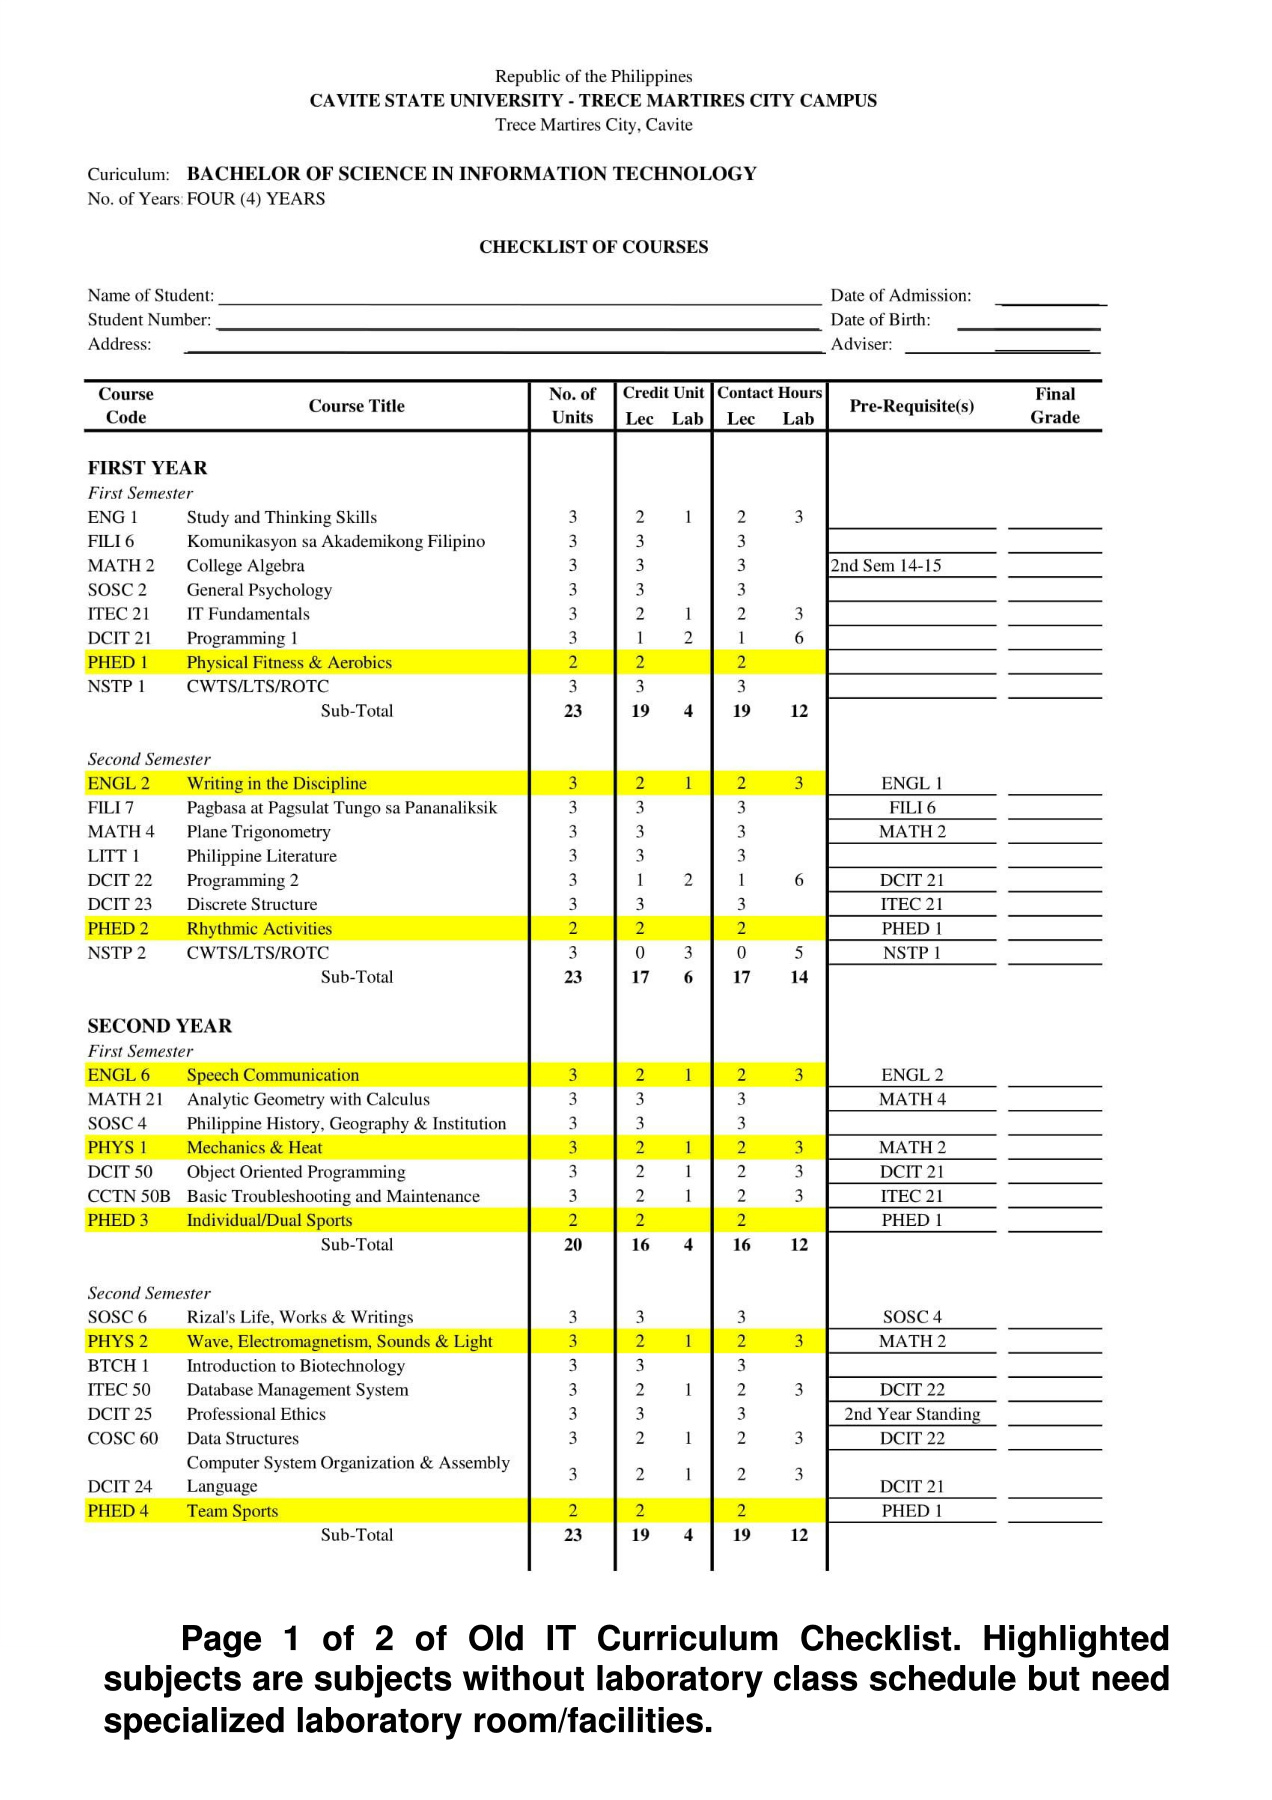 Republic of the Philippines
CAVITE STATE UNIVERSITY - TRECE MARTIRES CITY CAMPUS
Trece Martires City, Cavite
Curiculum: BACHELOR OF SCIENCE IN INFORMATION TECHNOLOGY
No. of Years: FOUR (4) YEARS
CHECKLIST OF COURSES
Name of Student: Date of Admission:
Student Number: Date of Birth:
Address: Adviser:
Course Code Course Title No. of Units Credit Unit Lec Lab Contact Hours Lec Lab Pre-Requisite(s) Final Grade
FIRST YEAR
First Semester
ENG 1 Study and Thinking Skills 3 2 1 2 3
FILI 6 Komunikasyon sa Akademikong Filipino 3 3 3
MATH 2 College Algebra 3 3 3 2nd Sem 14-15
SOSC 2 General Psychology 3 3 3
ITEC 21 IT Fundamentals 3 2 1 2 3
DCIT 21 Programming 1 3 1 2 1 6
PHED 1 Physical Fitness & Aerobics 2 2 2
NSTP 1 CWTS/LTS/ROTC 3 3 3
Sub-Total 23 19 4 19 12
Second Semester
ENGL 2 Writing in the Discipline 3 2 1 2 3 ENGL 1
FILI 7 Pagbasa at Pagsulat Tungo sa Pananaliksik 3 3 3 FILI 6
MATH 4 Plane Trigonometry 3 3 3 MATH 2
LITT 1 Philippine Literature 3 3 3
DCIT 22 Programming 2 3 1 2 1 6 DCIT 21
DCIT 23 Discrete Structure 3 3 3 ITEC 21
PHED 2 Rhythmic Activities 2 2 2 PHED 1
NSTP 2 CWTS/LTS/ROTC 3 0 3 0 5 NSTP 1
Sub-Total 23 17 6 17 14
SECOND YEAR
First Semester
ENGL 6 Speech Communication 3 2 1 2 3 ENGL 2
MATH 21 Analytic Geometry with Calculus 3 3 3 MATH 4
SOSC 4 Philippine History, Geography & Institution 3 3 3
PHYS 1 Mechanics & Heat 3 2 1 2 3 MATH 2
DCIT 50 Object Oriented Programming 3 2 1 2 3 DCIT 21
CCTN 50B Basic Troubleshooting and Maintenance 3 2 1 2 3 ITEC 21
PHED 3 Individual/Dual Sports 2 2 2 PHED 1
Sub-Total 20 16 4 16 12
Second Semester
SOSC 6 Rizal's Life, Works & Writings 3 3 3 SOSC 4
PHYS 2 Wave, Electromagnetism, Sounds & Light 3 2 1 2 3 MATH 2
BTCH 1 Introduction to Biotechnology 3 3 3
ITEC 50 Database Management System 3 2 1 2 3 DCIT 22
DCIT 25 Professional Ethics 3 3 3 2nd Year Standing
COSC 60 Data Structures 3 2 1 2 3 DCIT 22
Computer System Organization & Assembly 3 2 1 2 3
DCIT 24 Language DCIT 21
PHED 4 Team Sports 2 2 2 PHED 1
Sub-Total 23 19 4 19 12
Page 1 of 2 of Old IT Curriculum Checklist. Highlighted
subjects are subjects without laboratory class schedule but need
specialized laboratory room/facilities.